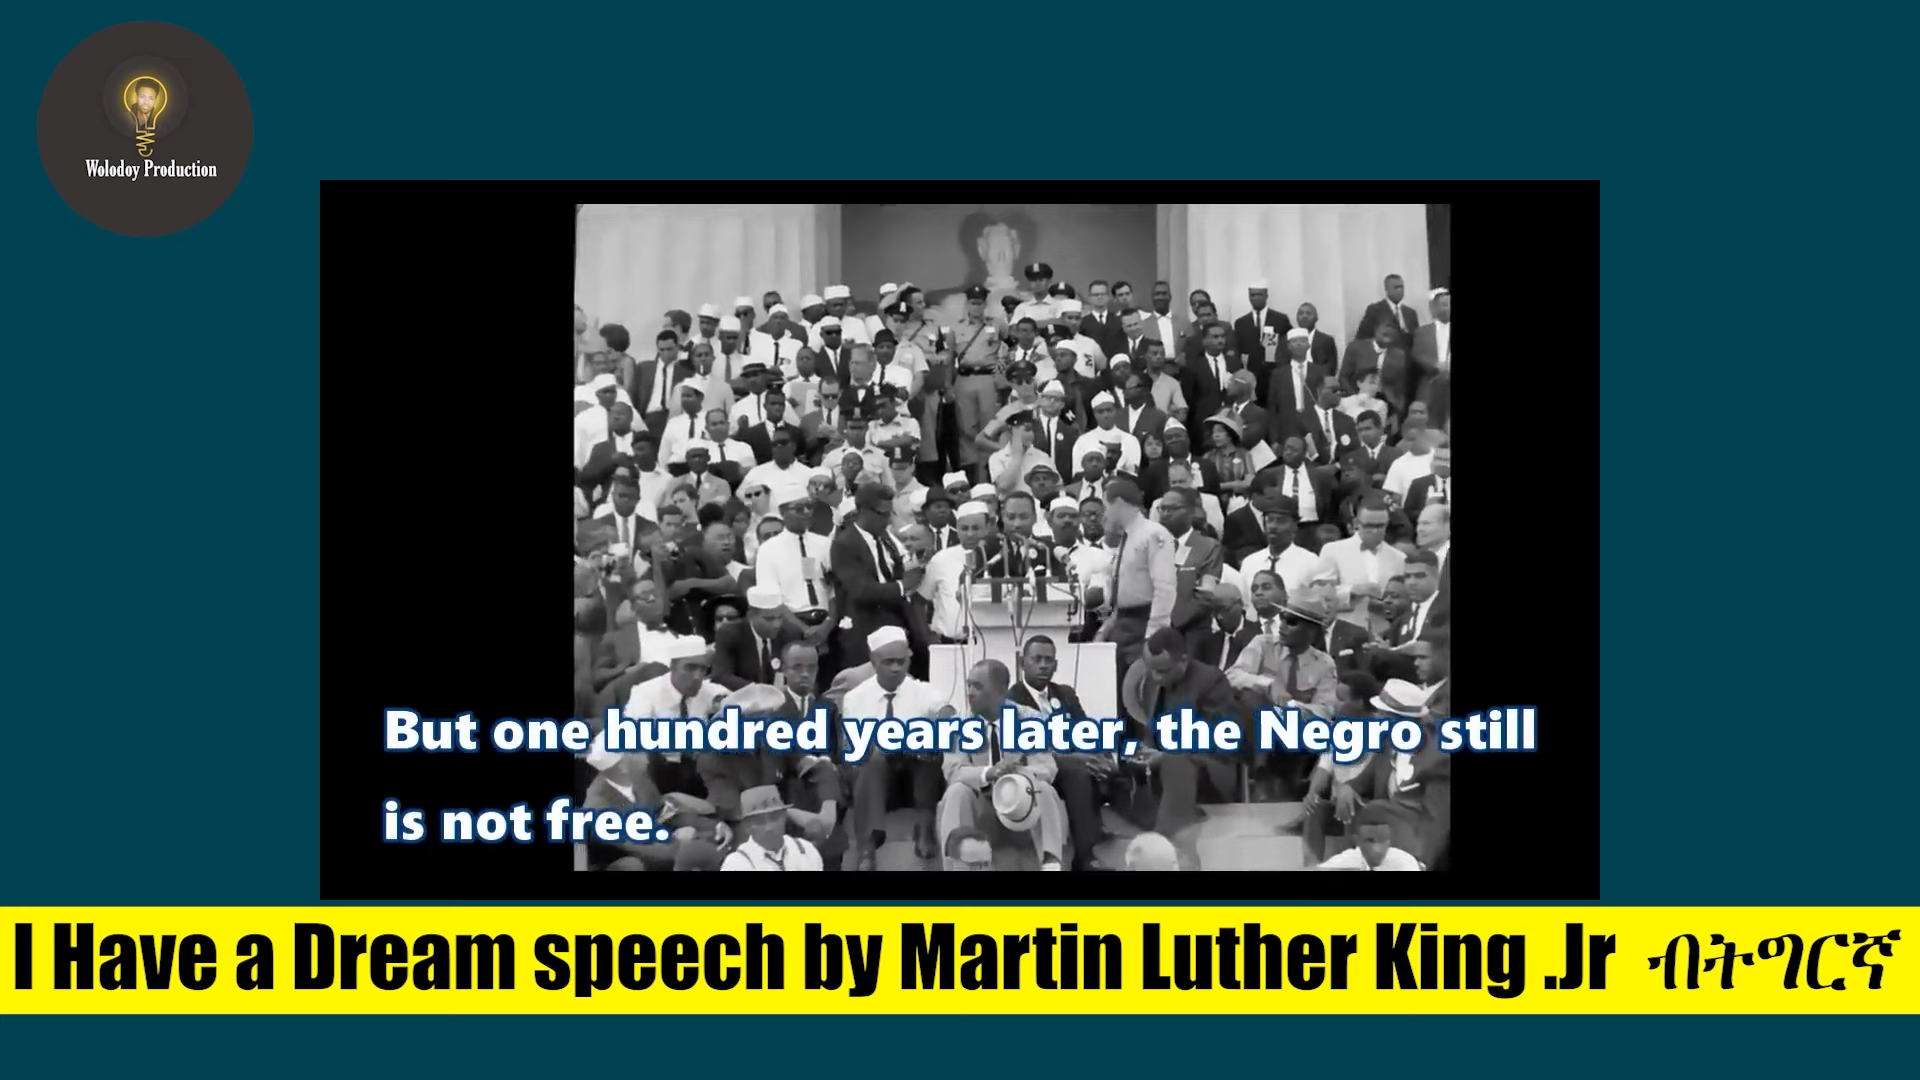 Wolodoy Production
But one hundred years later, the Negro still
is not free.
I Have a Dream speech by Martin Luther King .Jr ብትግርኛ